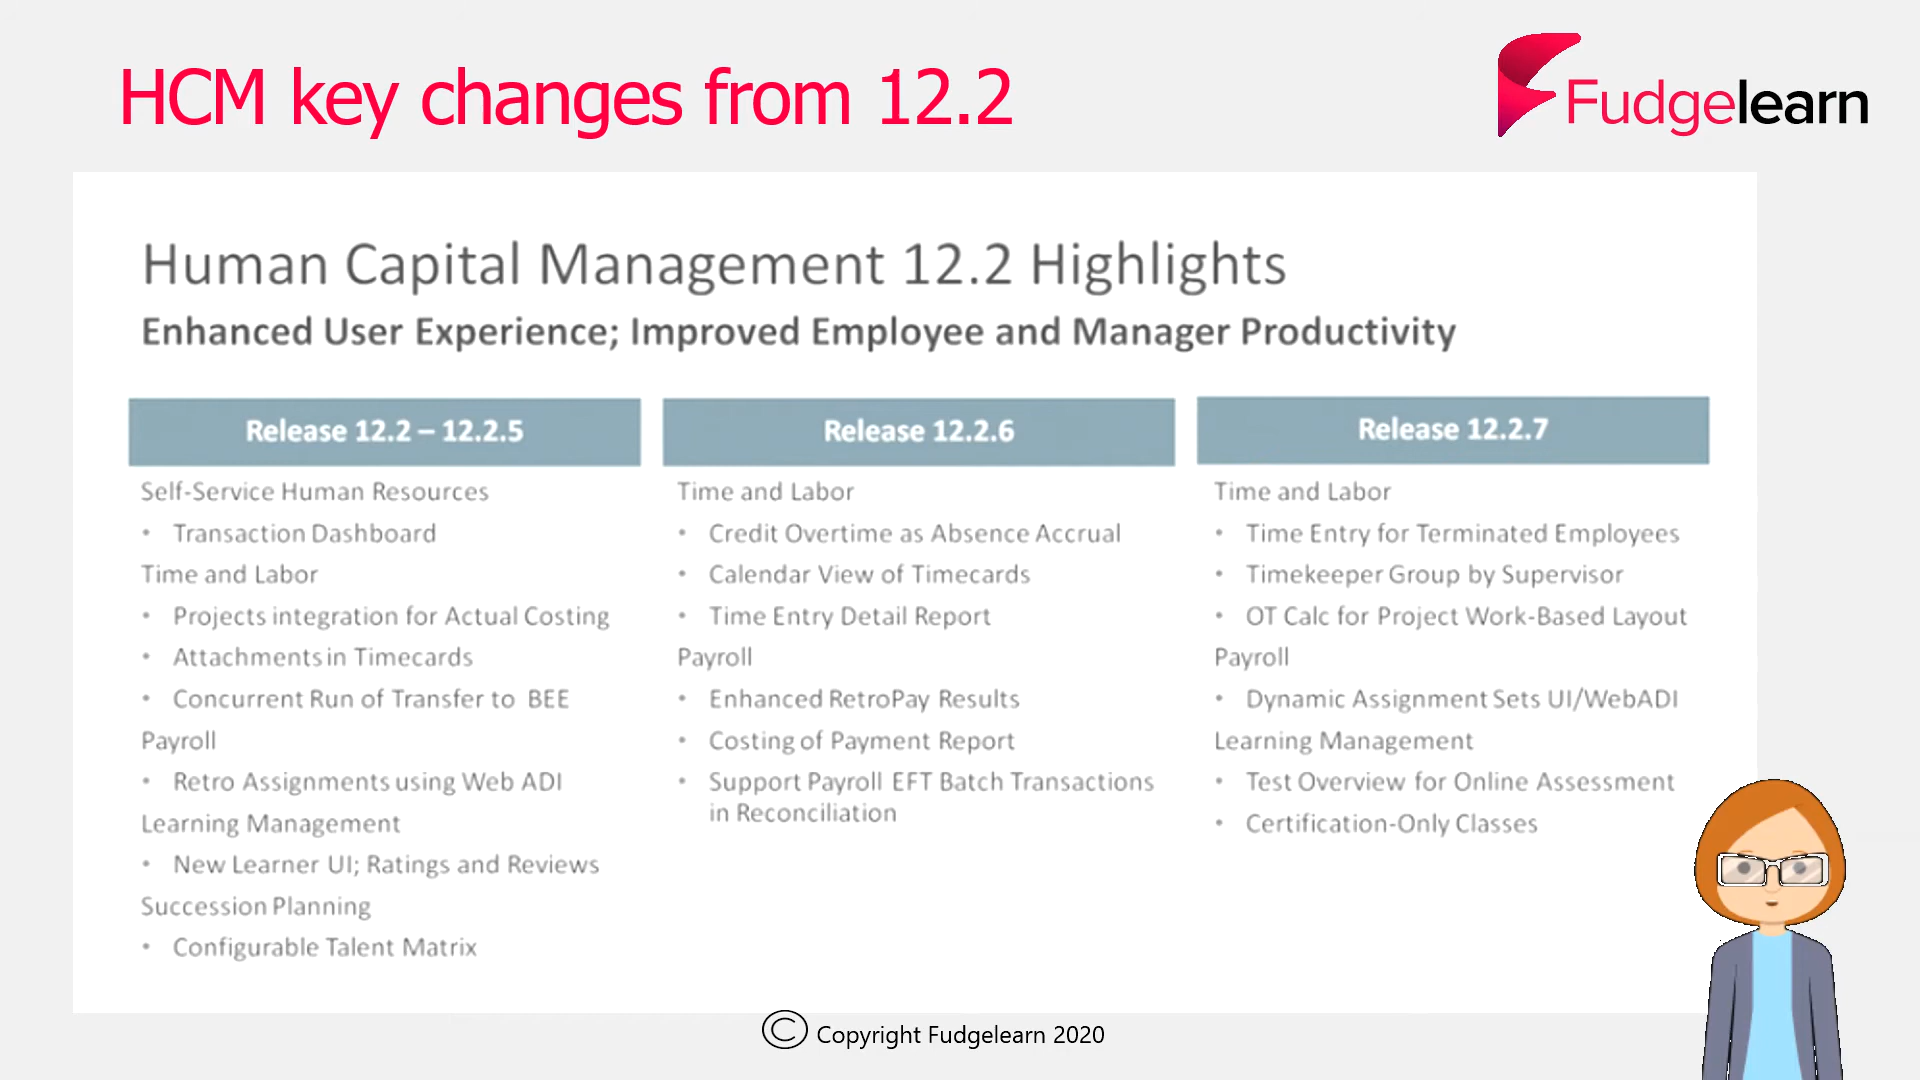 HCM key changes from 12.2
Fudgelearn
Human Capital Management 12.2 Highlights
Enhanced User Experience; Improved Employee and Manager Productivity
Release 12.2 – 12.2.5
Self-Service Human Resources
• Transaction Dashboard
Time and Labor
• Projects integration for Actual Costing
• Attachments in Timecards
• Concurrent Run of Transfer to BEE
Payroll
• Retro Assignments using Web ADI
Learning Management
• New Learner UI; Ratings and Reviews
Succession Planning
• Configurable Talent Matrix
Release 12.2.6
Time and Labor
• Credit Overtime as Absence Accrual
• Calendar View of Timecards
• Time Entry Detail Report
Payroll
• Enhanced RetroPay Results
• Costing of Payment Report
• Support Payroll EFT Batch Transactions
in Reconciliation
Release 12.2.7
Time and Labor
• Time Entry for Terminated Employees
• Timekeeper Group by Supervisor
• OT Calc for Project Work-Based Layout
Payroll
• Dynamic Assignment Sets UI/WebADI
Learning Management
• Test Overview for Online Assessment
• Certification-Only Classes
© Copyright Fudgelearn 2020